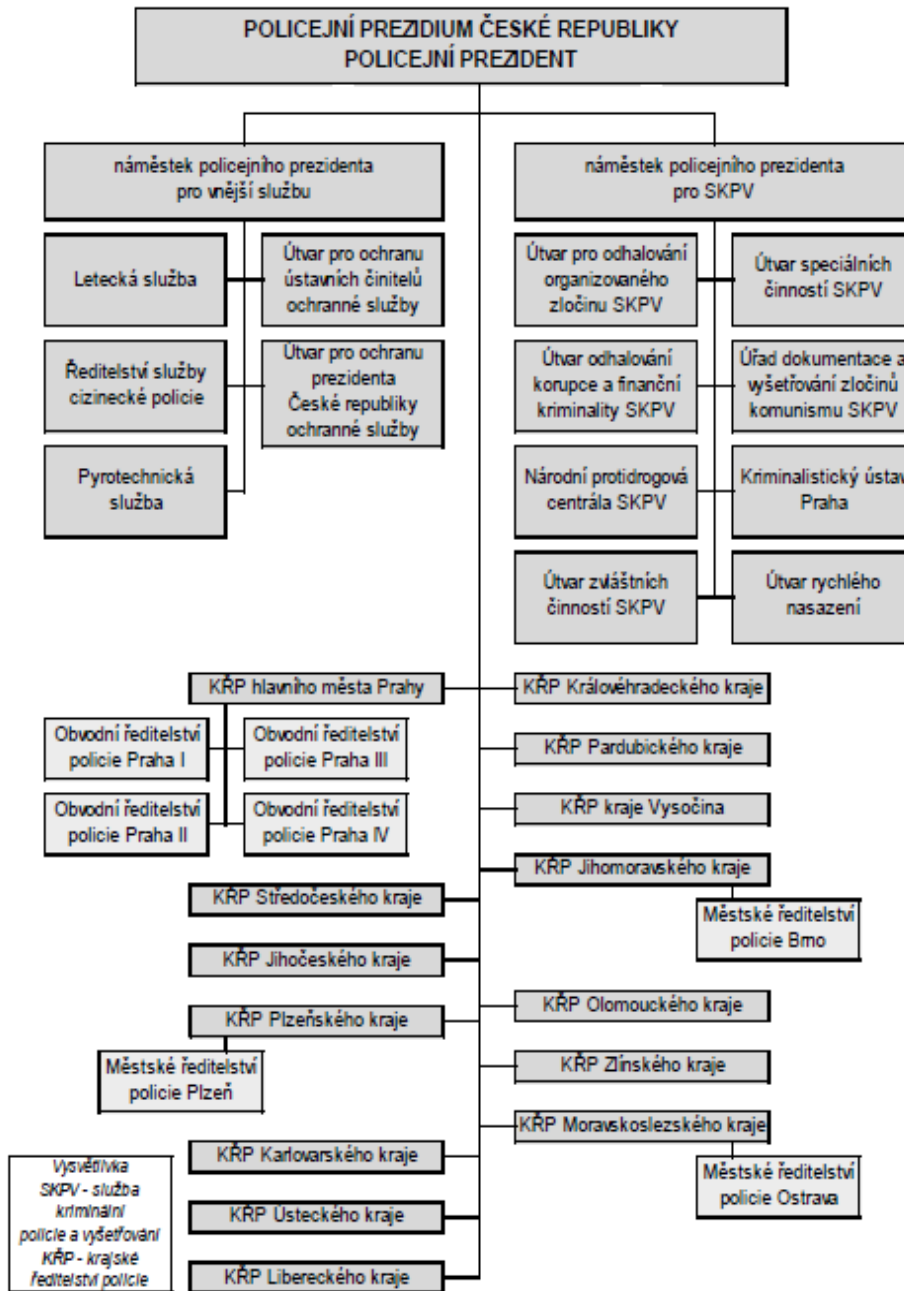 POLICEJNÍ PREZIDIUM ČESKÉ REPUBLIKY
POLICEJNÍ PREZIDENT
náměstek policejního prezidenta
pro vnější službu
náměstek policejního prezidenta
pro SKPV
Letecká služba
Útvar pro ochranu
ústavních činitelů
ochranné služby
Ředitelství služby
cizinecké policie
Útvar pro ochranu
prezidenta
České republiky
ochranné služby
Pyrotechnická
služba
Útvar pro odhalování
organizovaného
zločinu SKPV
Útvar speciálních
činností SKPV
Útvar odhalování
korupce a finanční
kriminality SKPV
Úřad dokumentace a
vyšetřování zločinů
komunismu SKPV
Národní protidrogová
centrála SKPV
Kriminalistický ústav
Praha
Útvar zvláštních
činností SKPV
Útvar rychlého
nasazení
KŘP hlavního města Prahy
Obvodní ředitelství
policie Praha I
Obvodní ředitelství
policie Praha III
Obvodní ředitelství
policie Praha II
Obvodní ředitelství
policie Praha IV
KŘP Středočeského kraje
KŘP Jihočeského kraje
KŘP Plzeňského kraje
Městské ředitelství
policie Plzeň
KŘP Karlovarského kraje
KŘP Ústeckého kraje
KŘP Libereckého kraje
KŘP Královéhradeckého kraje
KŘP Pardubického kraje
KŘP kraje Vysočina
KŘP Jihomoravského kraje
Městské ředitelství
policie Brno
KŘP Olomouckého kraje
KŘP Zlínského kraje
KŘP Moravskoslezského kraje
Městské ředitelství
policie Ostrava
Vysvětlivka
SKPV - služba
kriminální
policie a vyšetřování
KŘP - krajské
ředitelství policie